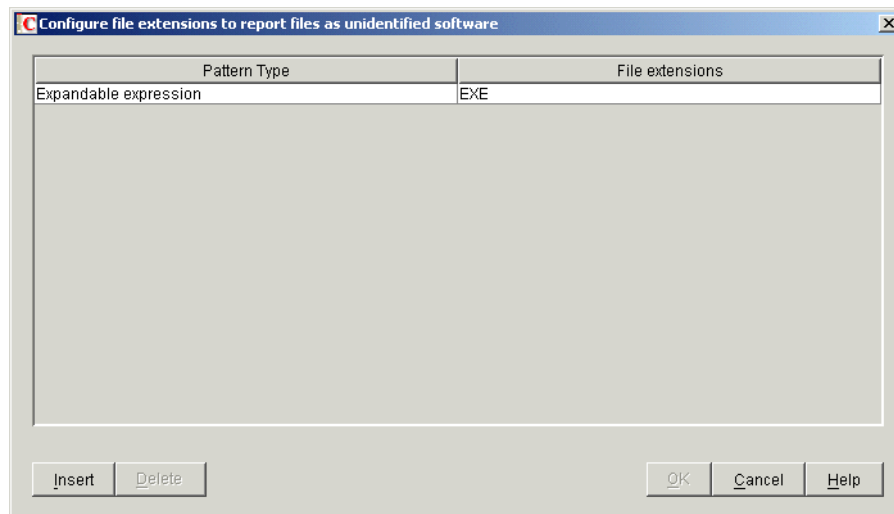 Configure file extensions to report files as unidentified software
Pattern Type File extensions
Expandable expression EXE
Insert Delete OK Cancel Help